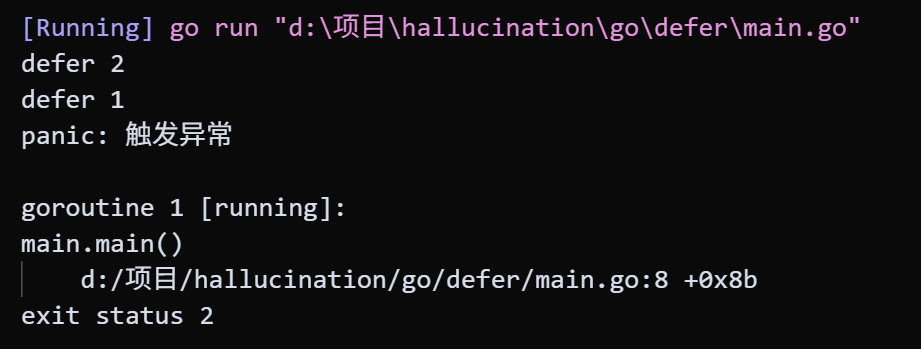 [Running] go run "d:\项目\hallucination\go\defer\main.go"
defer 2
defer 1
panic: 触发异常
goroutine 1 [running]:
main.main()
d:/项目/hallucination/go/defer/main.go:8 +0x8b
exit status 2